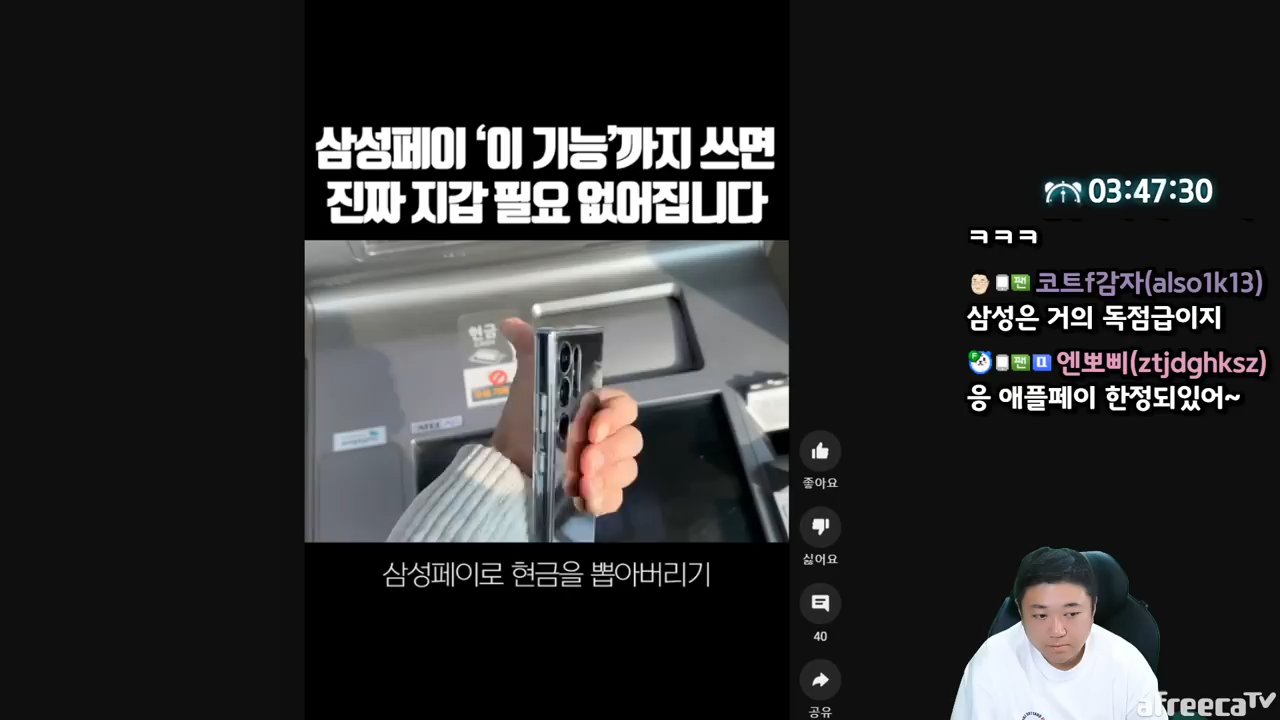 삼성페이 ‘이 기능’까지 쓰면
진짜 지갑 필요 없어집니다
현금
삼성페이로 현금을 뽑아버리기
좋아요
싫어요
40
공유
03:47:30
ㅋㅋㅋ
팬 코트f감자(also1k13)
삼성은 거의 독점급이지
팬 엔뽀삐(ztjdghksz)
응 애플페이 한정되있어~
afreecaTV